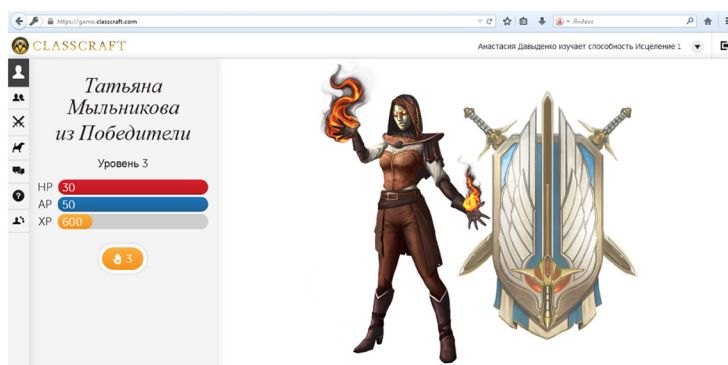 https://game.classcraft.com
Яндекс
CLASSCRAFT
Анастасия Давыденко изучает способность Исцеление 1
Татьяна
Мыльникова
из Победители
Уровень 3
HP 30
AP 50
XP 600
3